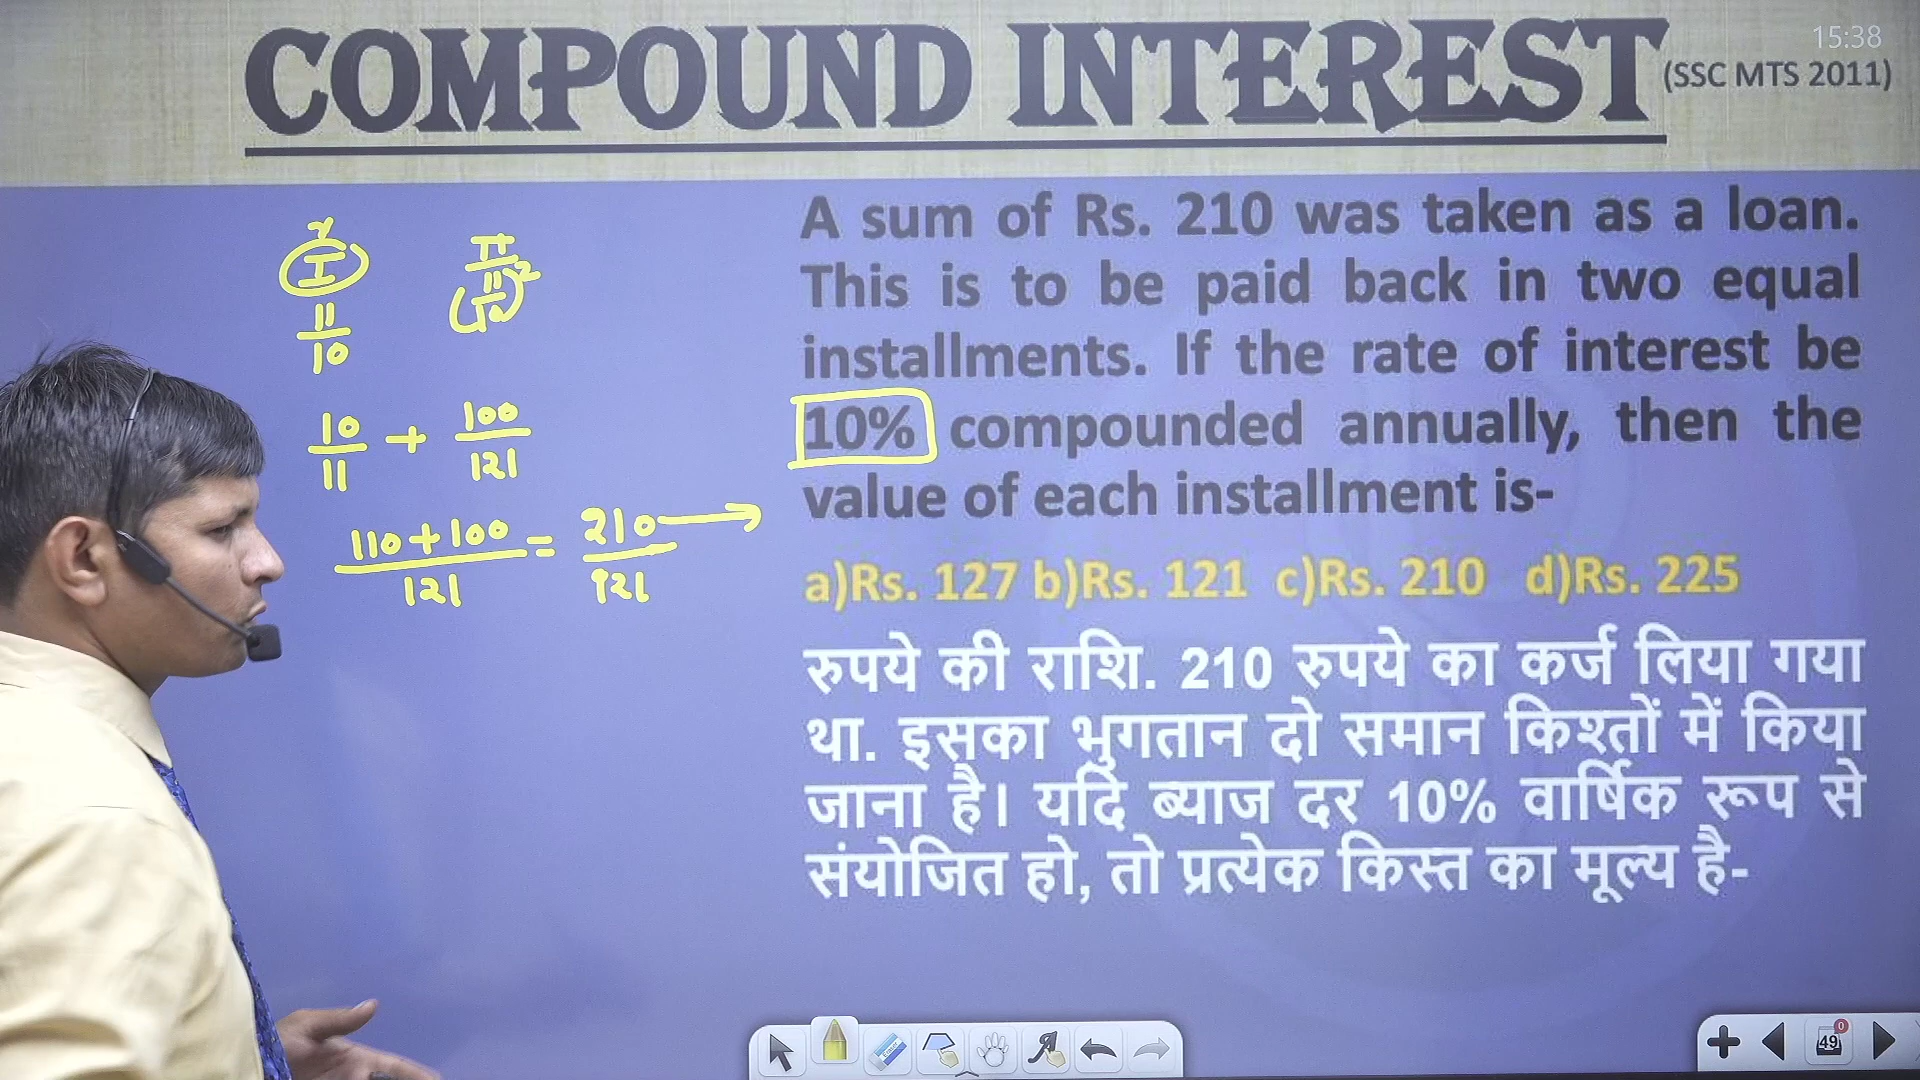 COMPOUND INTEREST
15:38
(SSC MTS 2011)
A sum of Rs. 210 was taken as a loan.
This is to be paid back in two equal
installments. If the rate of interest be
10% compounded annually, then the
value of each installment is-
a)Rs. 127 b)Rs. 121 c)Rs. 210 d)Rs. 225
रुपये की राशि. 210 रुपये का कर्ज लिया गया
था. इसका भुगतान दो समान किश्तों में किया
जाना है। यदि ब्याज दर 10% वार्षिक रूप से
संयोजित हो, तो प्रत्येक किस्त का मूल्य है-
I II
11/10
10/11 + 100/121
110+100/121 = 210/121
49
0